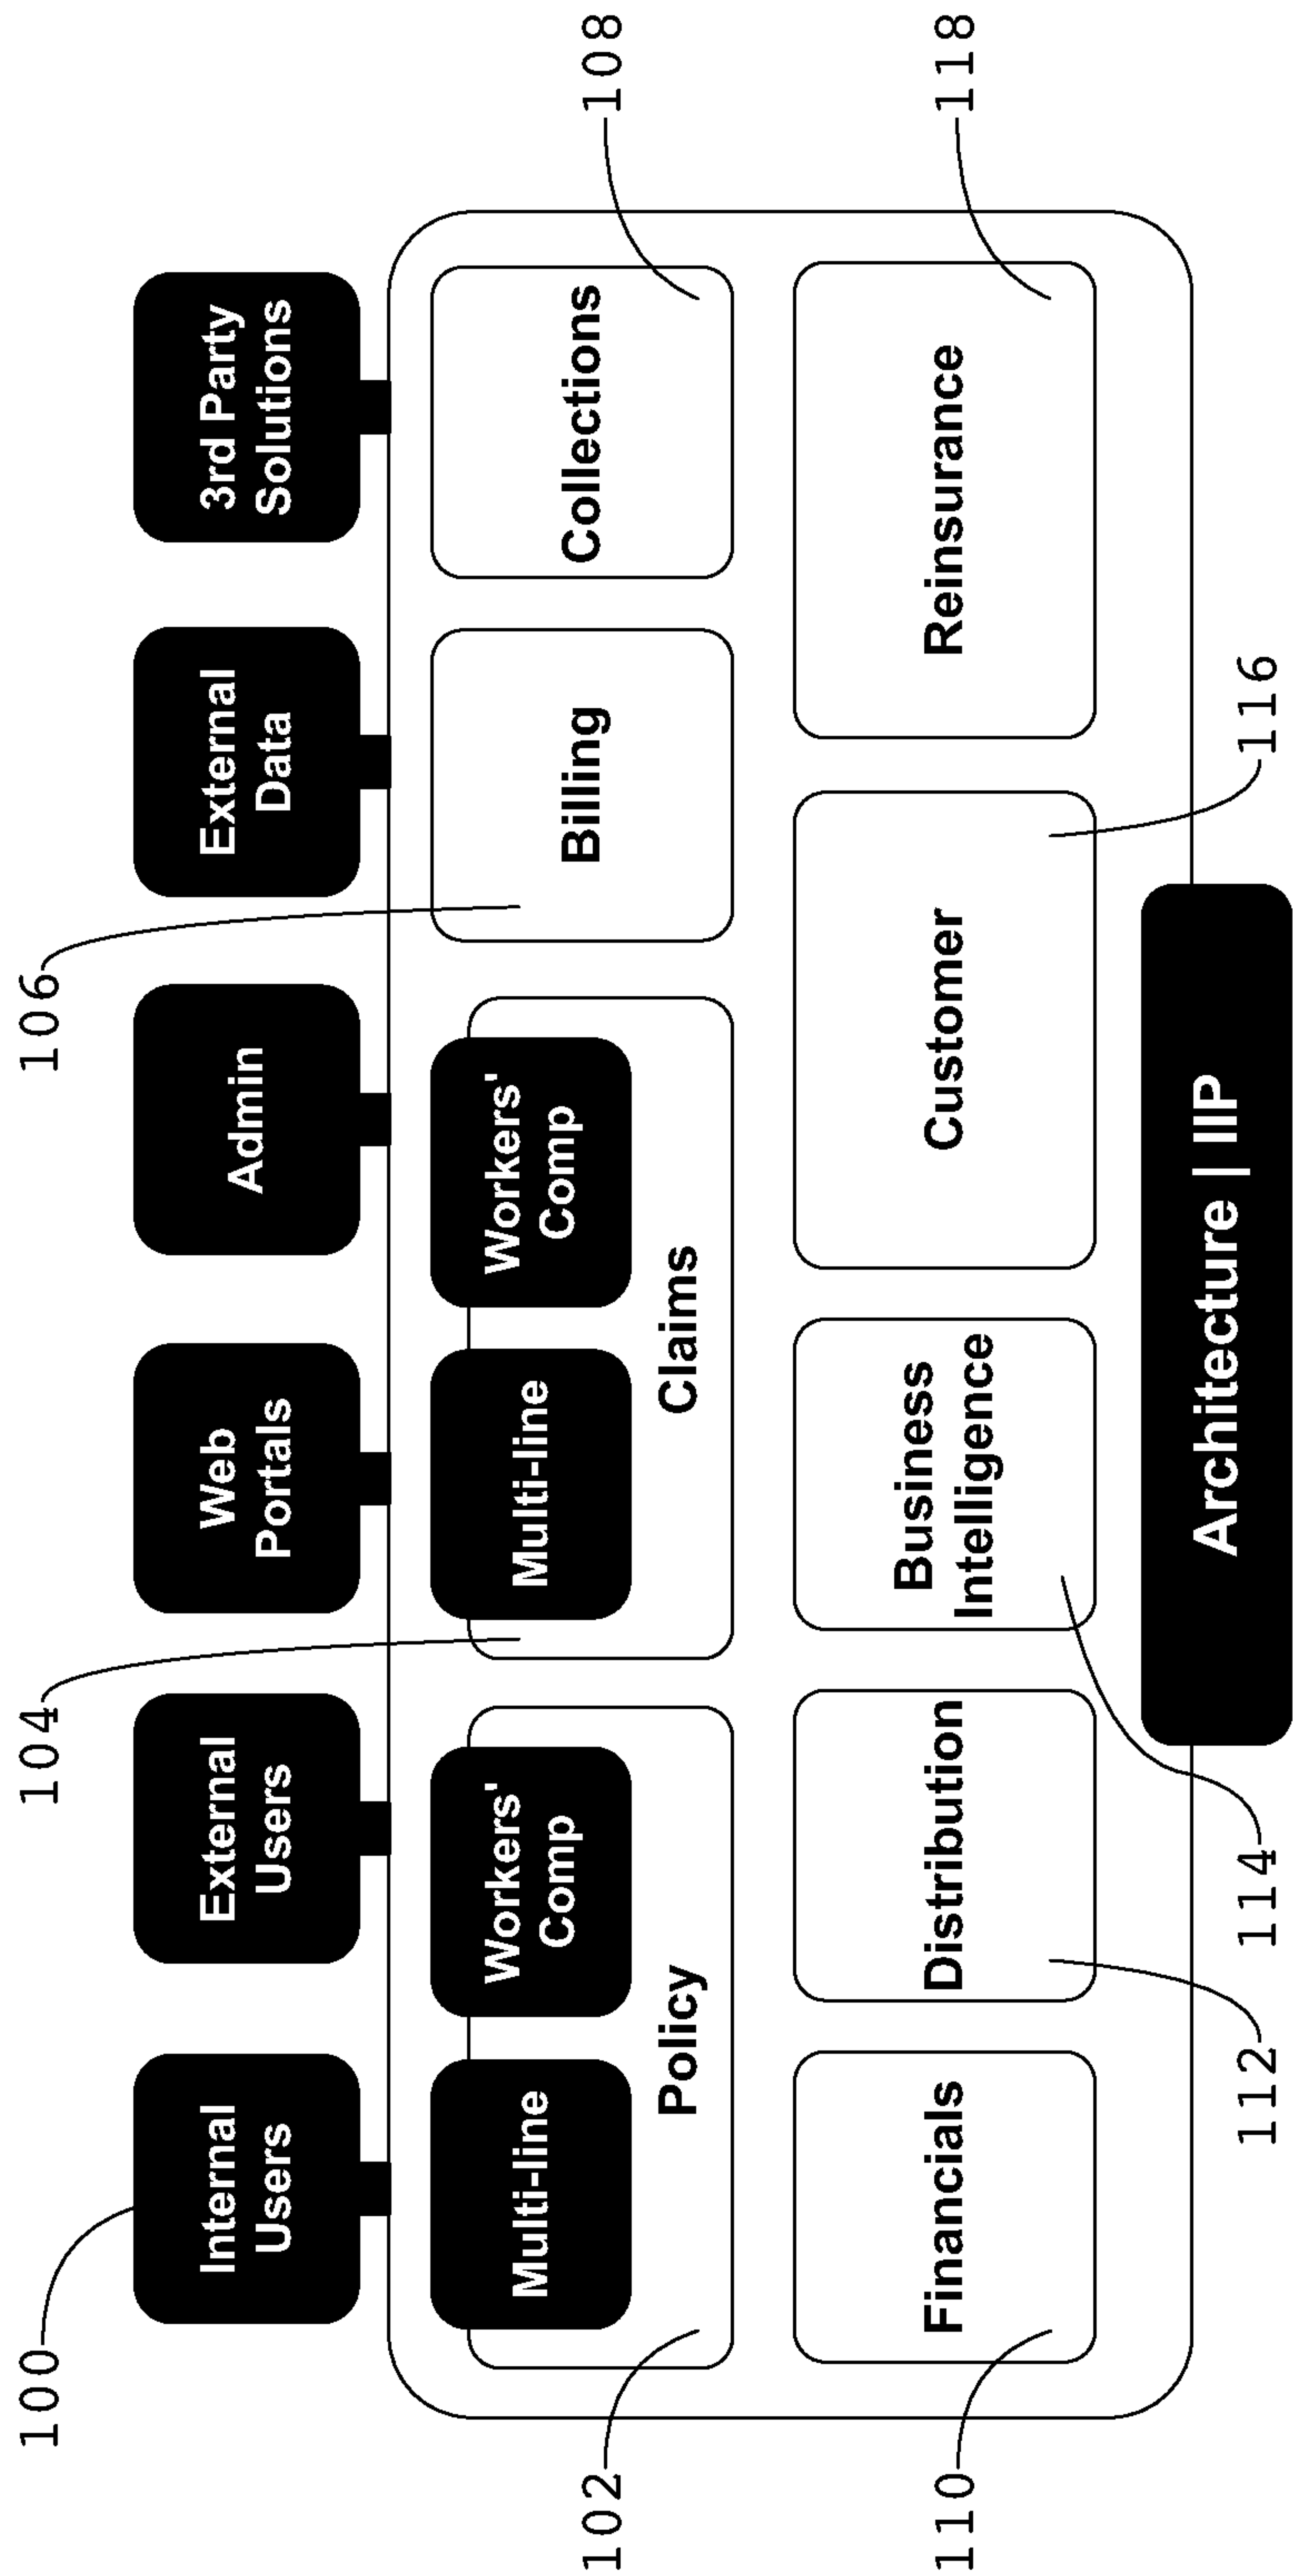 106
104
100
Internal
Users
External
Users
Web
Portals
Admin
External
Data
3rd Party
Solutions
108
102
Multi-line
Workers'
Comp
Policy
Multi-line
Workers'
Comp
Claims
Billing
Collections
118
110
Financials
Distribution
Business
Intelligence
Customer
Reinsurance
Architecture | IIP
112
114
116